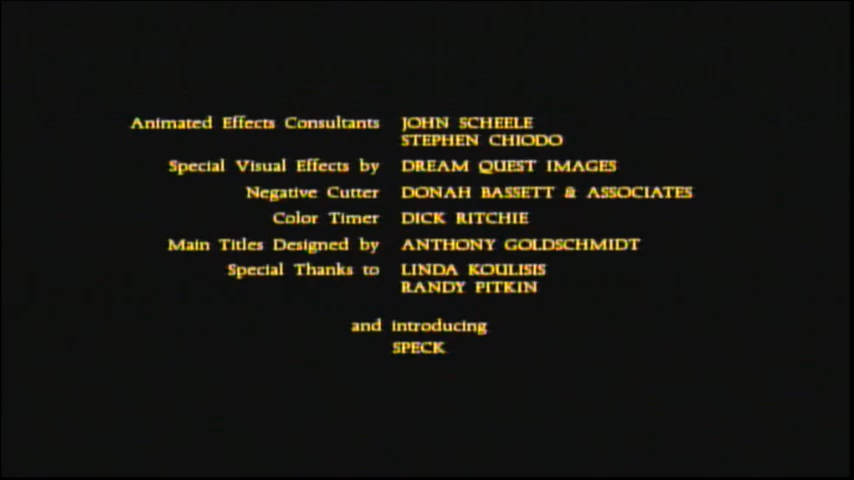 Animated Effects Consultants JOHN SCHEELE
STEPHEN CHIODO
Special Visual Effects by DREAM QUEST IMAGES
Negative Cutter DONAH BASSETT & ASSOCIATES
Color Timer DICK RITCHIE
Main Titles Designed by ANTHONY GOLDSCHMIDT
Special Thanks to LINDA KOULISIS
RANDY PITKIN
and introducing
SPECK